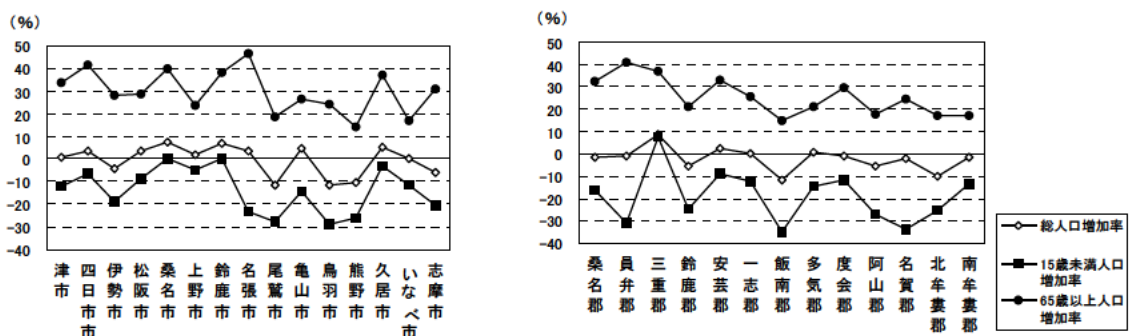 (%)
50
40
30
20
10
0
-10
-20
-30
-40
津市
四日市市
伊勢市
松阪市
桑名市
上野市
鈴鹿市
名張市
尾鷲市
亀山市
鳥羽市
熊野市
久居市
いなべ市
志摩市
(%)
50
40
30
20
10
0
-10
-20
-30
-40
桑名郡
員弁郡
三重郡
鈴鹿郡
安芸郡
一志郡
飯南郡
多気郡
度会郡
阿山郡
名賀郡
北牟婁郡
南牟婁郡
総人口増加率
15歳未満人口
増加率
65歳以上人口
増加率